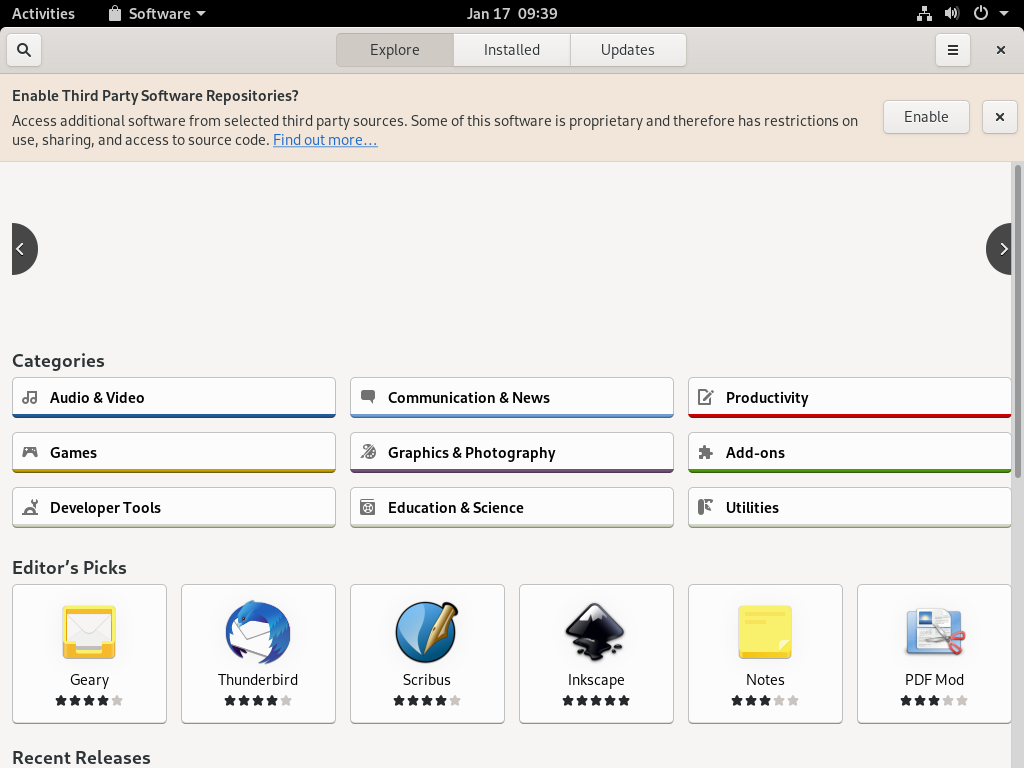 Activities Software Jan 17 09:39
Explore Installed Updates
Enable Third Party Software Repositories?
Access additional software from selected third party sources. Some of this software is proprietary and therefore has restrictions on
use, sharing, and access to source code. Find out more…
Enable
Categories
Audio & Video Communication & News Productivity
Games Graphics & Photography Add-ons
Developer Tools Education & Science Utilities
Editor’s Picks
Geary Thunderbird Scribus Inkscape Notes PDF Mod
Recent Releases